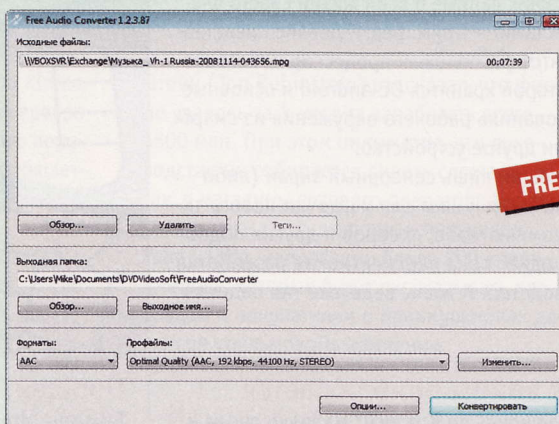 Free Audio Converter 1.2.3.87
Исходные файлы:
\\VBOXSVR\Exchange\Музыка_ Vh-1 Russia-20081114-043656.mpg 00:07:39
FRE
Обзор... Удалить Теги...
Выходная папка:
C:\Users\Mike\Documents\DVDVideoSoft\FreeAudioConverter
Обзор... Выходное имя...
Форматы: Профайлы:
AAC Optimal Quality (AAC, 192 kbps, 44100 Hz, STEREO) Изменить...
Опции... Конвертировать